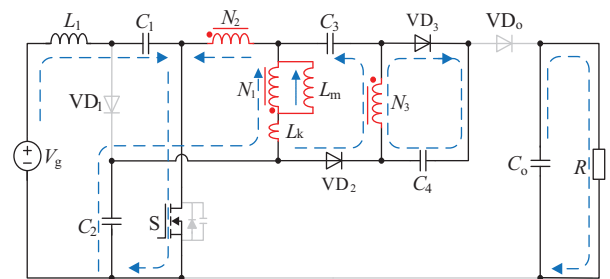 L1 C1 N2 C3 VD3 VDo
VD1 N1 Lm N3
Lk
Vg VD2 C4 Co R
C2 S